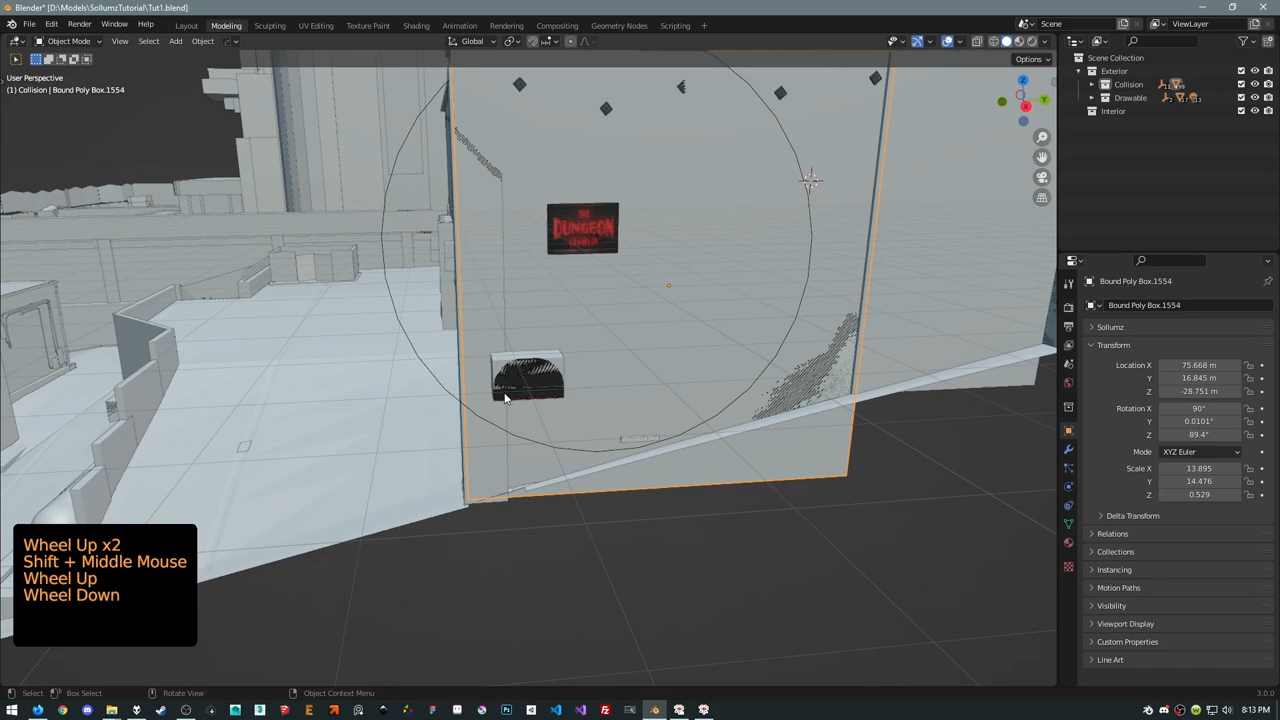 Blender* [D:\Models\SollumzTutorial\Tut1.blend]
File Edit Render Window Help Layout Modeling Sculpting UV Editing Texture Paint Shading Animation Rendering Compositing Geometry Nodes Scripting + Scene ViewLayer
Object Mode View Select Add Object Global
Options
User Perspective
(1) Collision | Bound Poly Box.1554
Scene Collection
Exterior
Collision
Drawable
Interior
Z
Y
X
THE
DUNGEON
CRAWLER
Bound Poly Box.1554
Bound Poly Box.1554
Sollumz
Transform
Location X 75.668 m
Y 16.845 m
Z -28.751 m
Rotation X 90°
Y 0.0101°
Z 89.4°
Mode XYZ Euler
Scale X 13.895
Y 14.476
Z 0.529
Delta Transform
Relations
Collections
Instancing
Motion Paths
Visibility
Viewport Display
Custom Properties
Line Art
Wheel Up x2
Shift + Middle Mouse
Wheel Up
Wheel Down
Select Box Select Rotate View Object Context Menu 3.0.0
8:13 PM